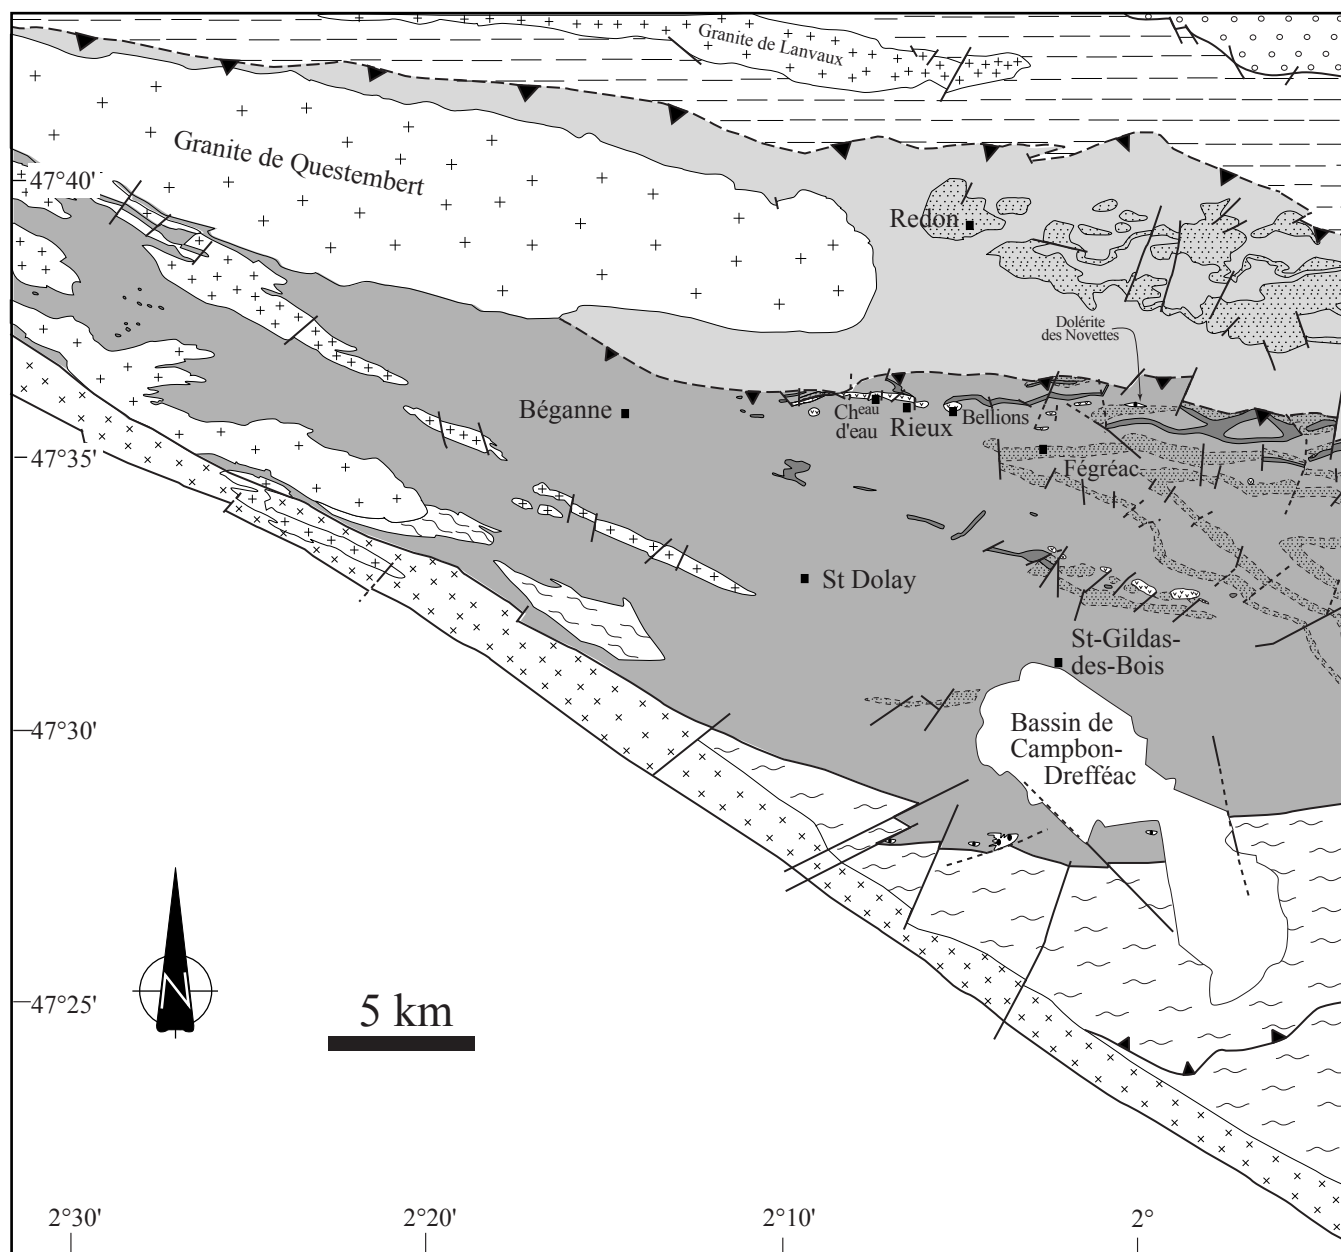 Granite de Lanvaux
Granite de Questembert
47°40'
Redon
Dolérite
des Novettes
Béganne
Cheau
d'eau
Rieux
Bellions
47°35'
Fégréac
St Dolay
St-Gildas-
des-Bois
47°30'
Bassin de
Campbon-
Drefféac
N
47°25'
5 km
2°30'
2°20'
2°10'
2°